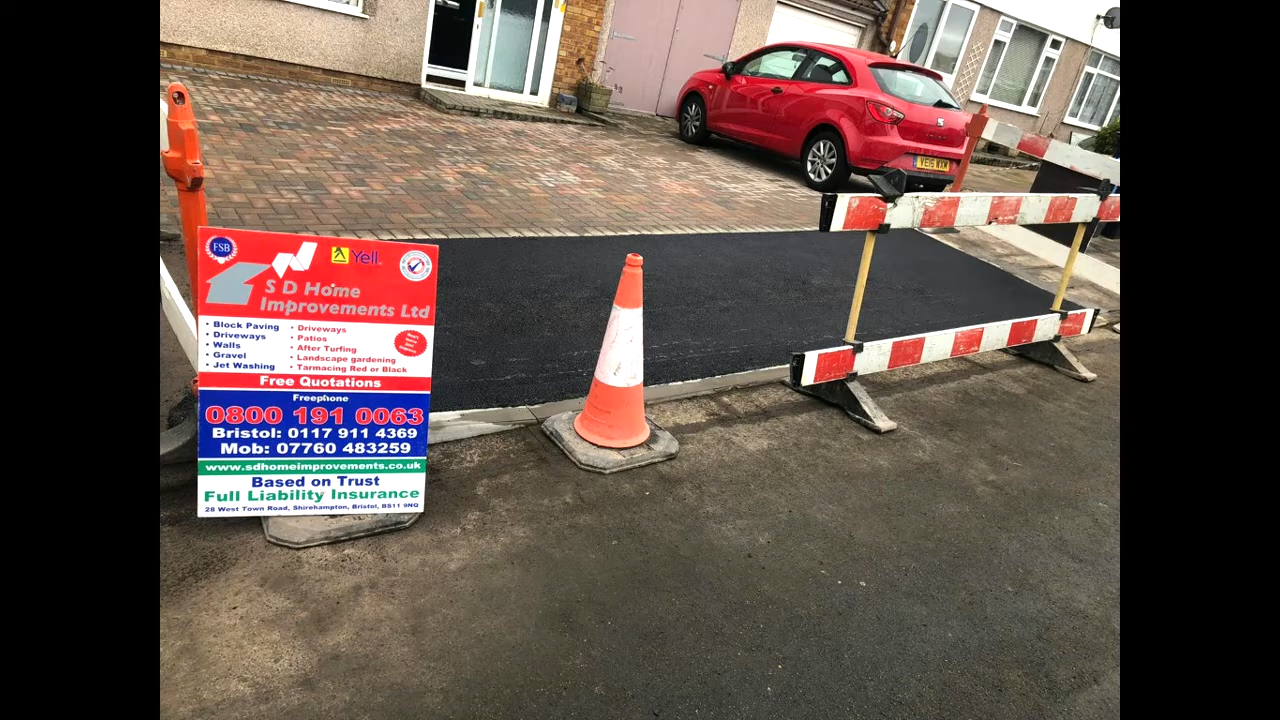 FSB
Yell
S D Home
Improvements Ltd
• Block Paving
• Driveways
• Walls
• Gravel
• Jet Washing
• Driveways
• Patios
• After Turfing
• Landscape gardening
• Tarmacing Red or Black
Free Quotations
Freephone
0800 191 0063
Bristol: 0117 911 4369
Mob: 07760 483259
www.sdhomeimprovements.co.uk
Based on Trust
Full Liability Insurance
28 West Town Road, Shirehampton, Bristol, BS11 9NQ